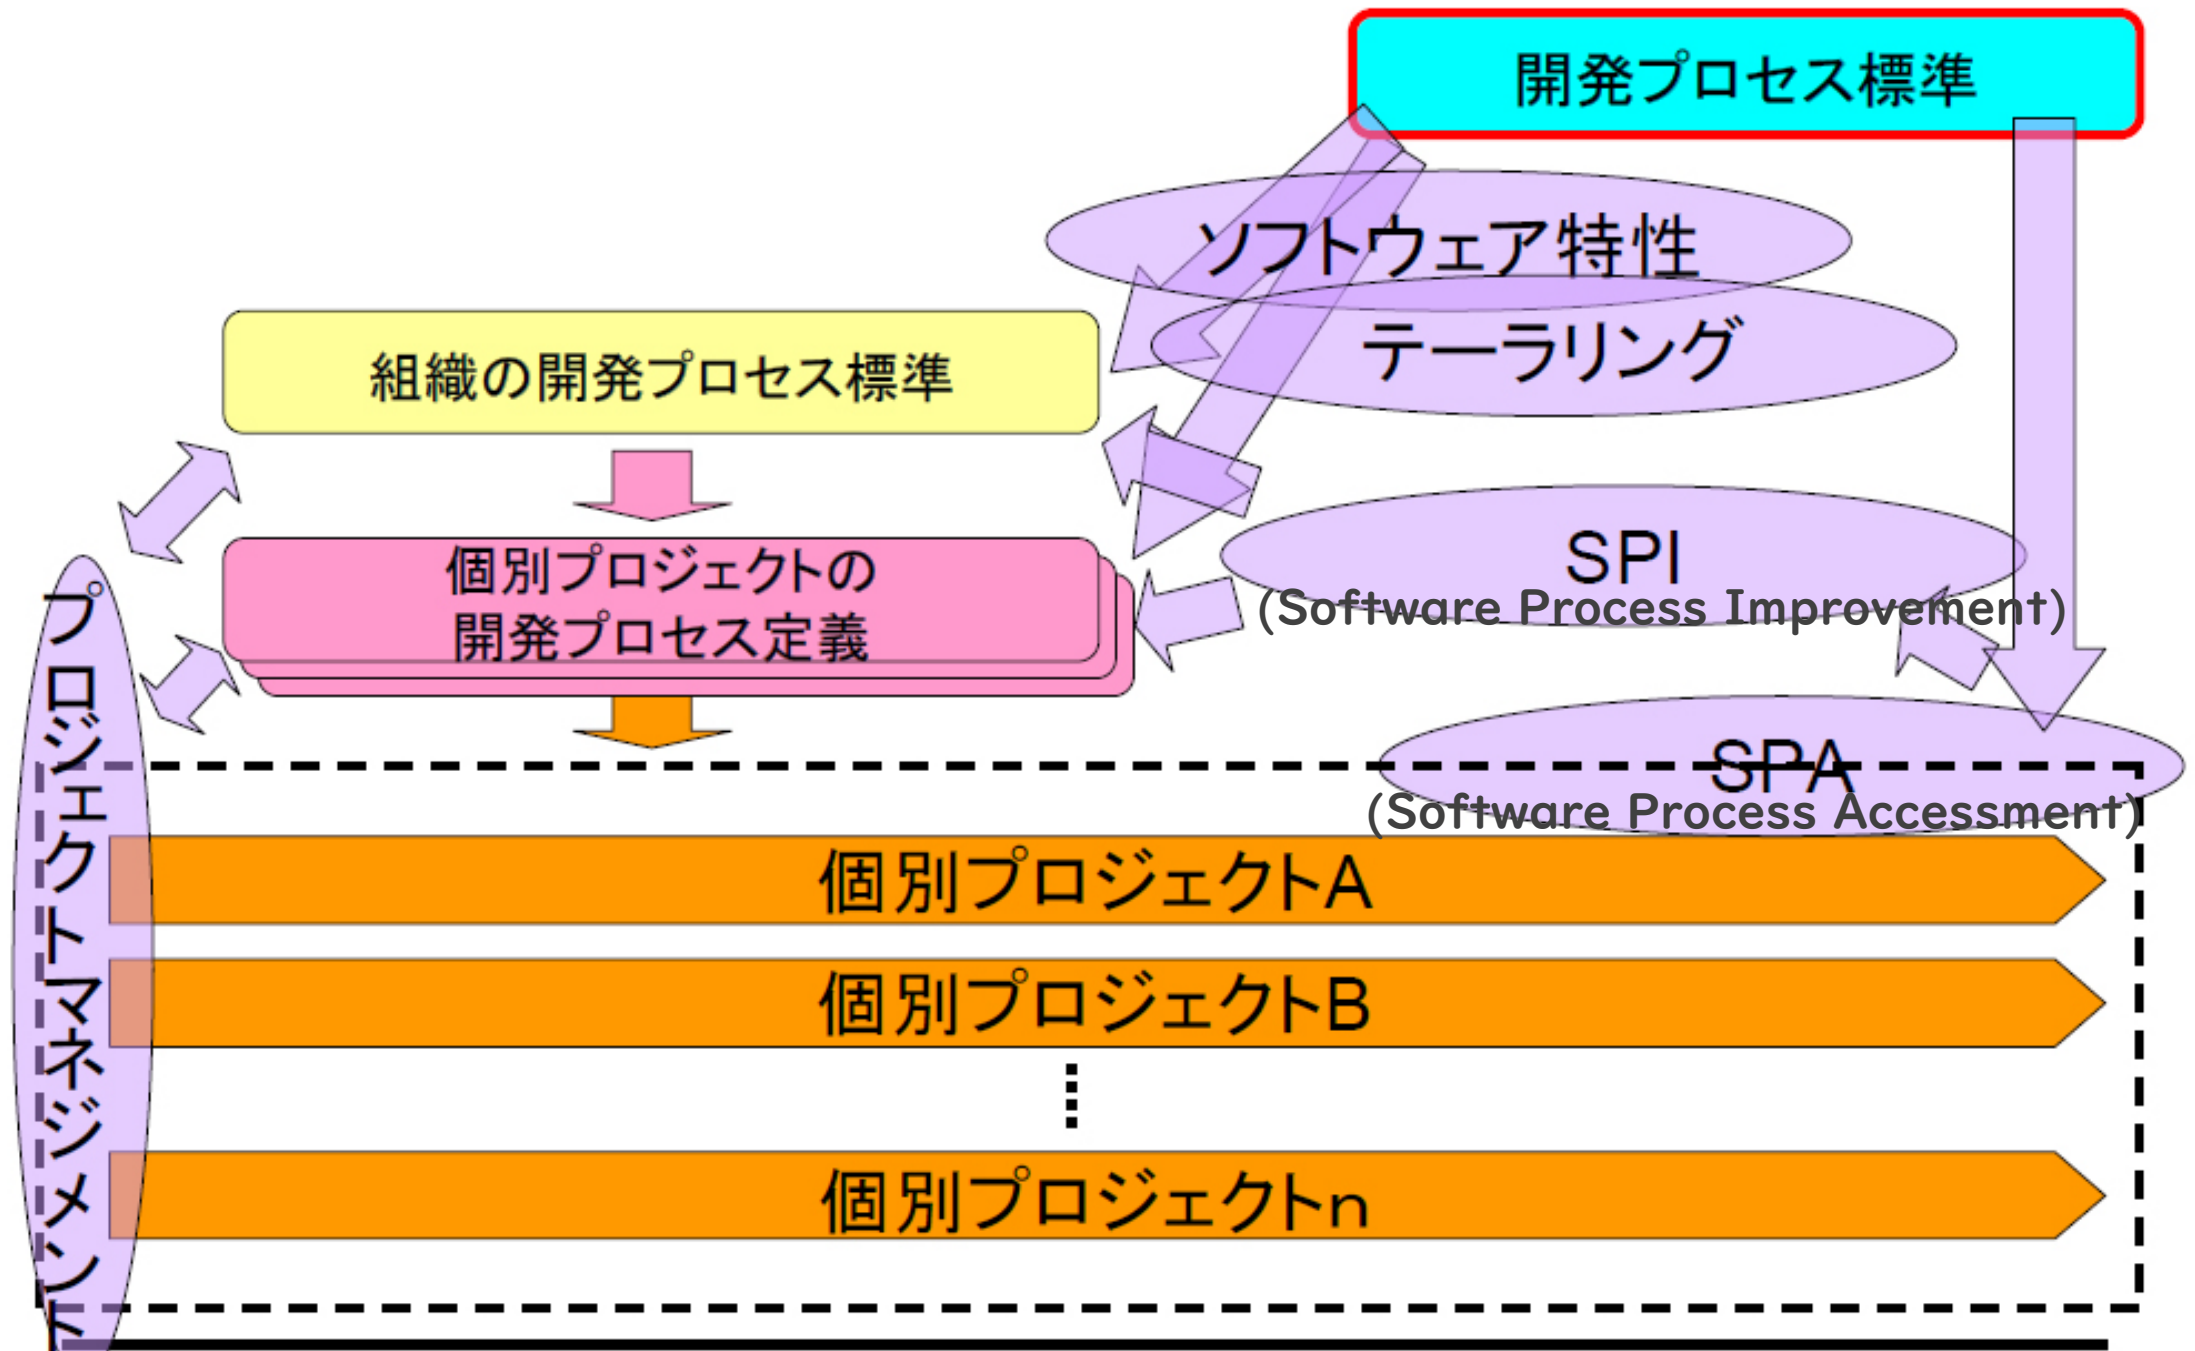 開発プロセス標準
ソフトウェア特性
テーラリング
組織の開発プロセス標準
個別プロジェクトの
開発プロセス定義
SPI
(Software Process Improvement)
SPA
(Software Process Accessment)
プロジェクトマネジメント
個別プロジェクトA
個別プロジェクトB
個別プロジェクトn